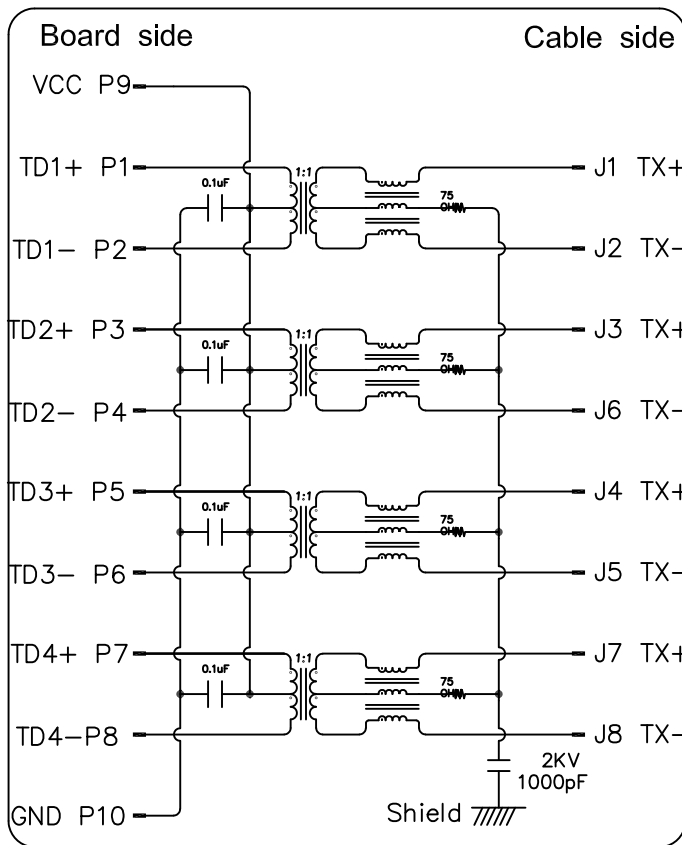 Board side Cable side
VCC P9
TD1+ P1 1:1 J1 TX+
0.1uF 75
OHM
TD1- P2 J2 TX-
TD2+ P3 1:1 J3 TX+
0.1uF 75
OHM
TD2- P4 J6 TX-
TD3+ P5 1:1 J4 TX+
0.1uF 75
OHM
TD3- P6 J5 TX-
TD4+ P7 1:1 J7 TX+
0.1uF 75
OHM
TD4-P8 J8 TX-
2KV
1000pF
GND P10 Shield